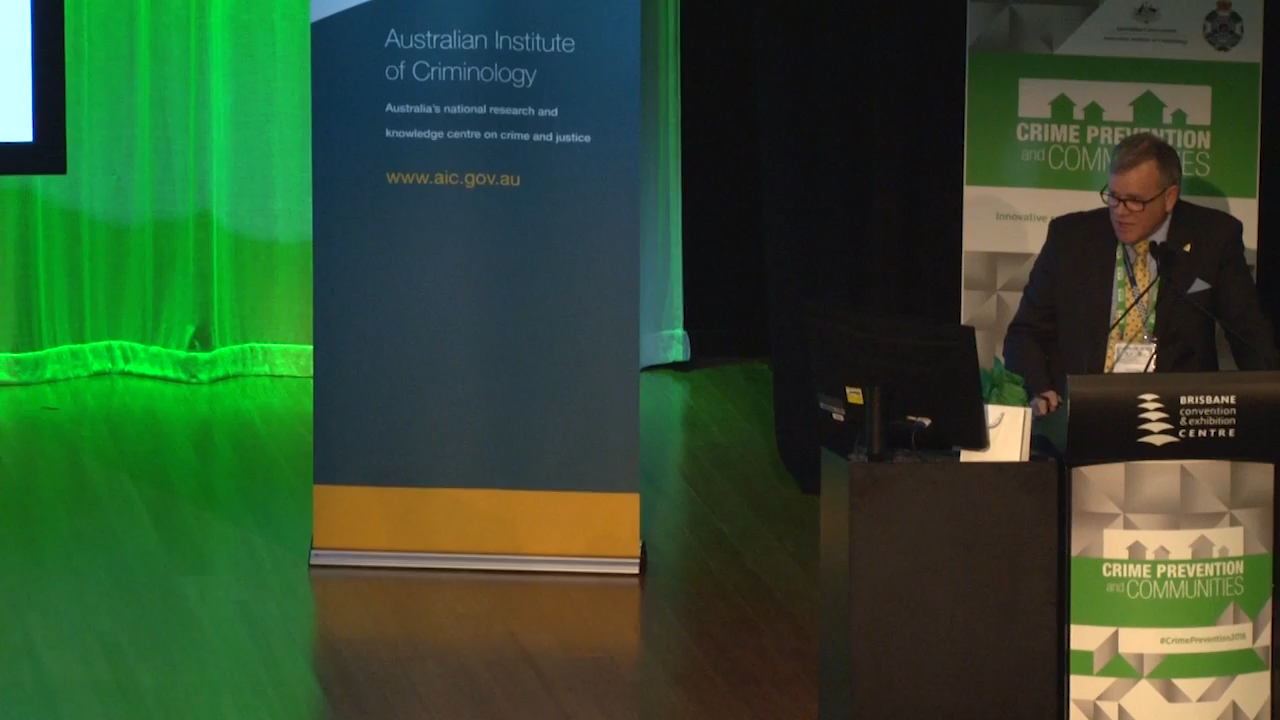 Australian Institute
of Criminology
Australia's national research and
knowledge centre on crime and justice
www.aic.gov.au
CRIME PREVENTION
and COMMUNITIES
Innovative
BRISBANE
convention
& exhibition
CENTRE
CRIME PREVENTION
and COMMUNITIES
#CrimePrevention2016